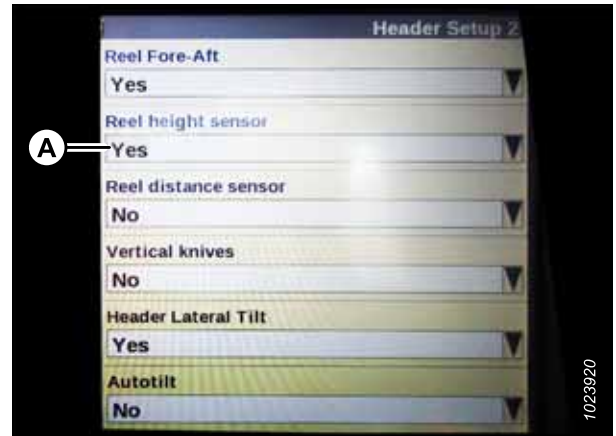 Header Setup 2
Reel Fore-Aft
Yes
Reel height sensor
A
Yes
Reel distance sensor
No
Vertical knives
No
Header Lateral Tilt
Yes
Autotilt
No
1023920